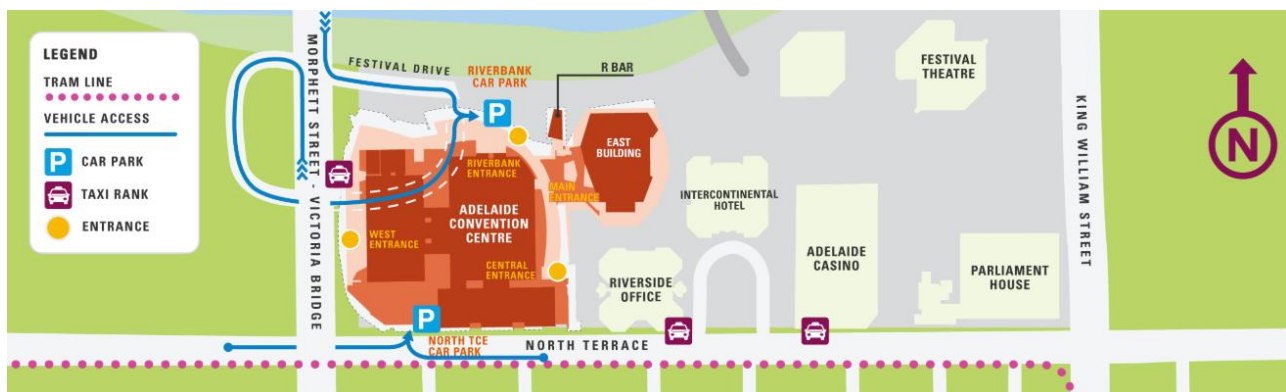 LEGEND
TRAM LINE
VEHICLE ACCESS
P
CAR PARK
TAXI RANK
ENTRANCE
MORPHETT STREET - VICTORIA BRIDGE
FESTIVAL DRIVE
RIVERBANK
CAR PARK
P
R BAR
EAST
BUILDING
RIVERBANK
ENTRANCE
MAIN
ENTRANCE
ADELAIDE
CONVENTION
CENTRE
WEST
ENTRANCE
CENTRAL
ENTRANCE
P
NORTH TCE
CAR PARK
NORTH TERRACE
RIVERSIDE
OFFICE
INTERCONTINENTAL
HOTEL
ADELAIDE
CASINO
FESTIVAL
THEATRE
PARLIAMENT
HOUSE
KING WILLIAM STREET
N